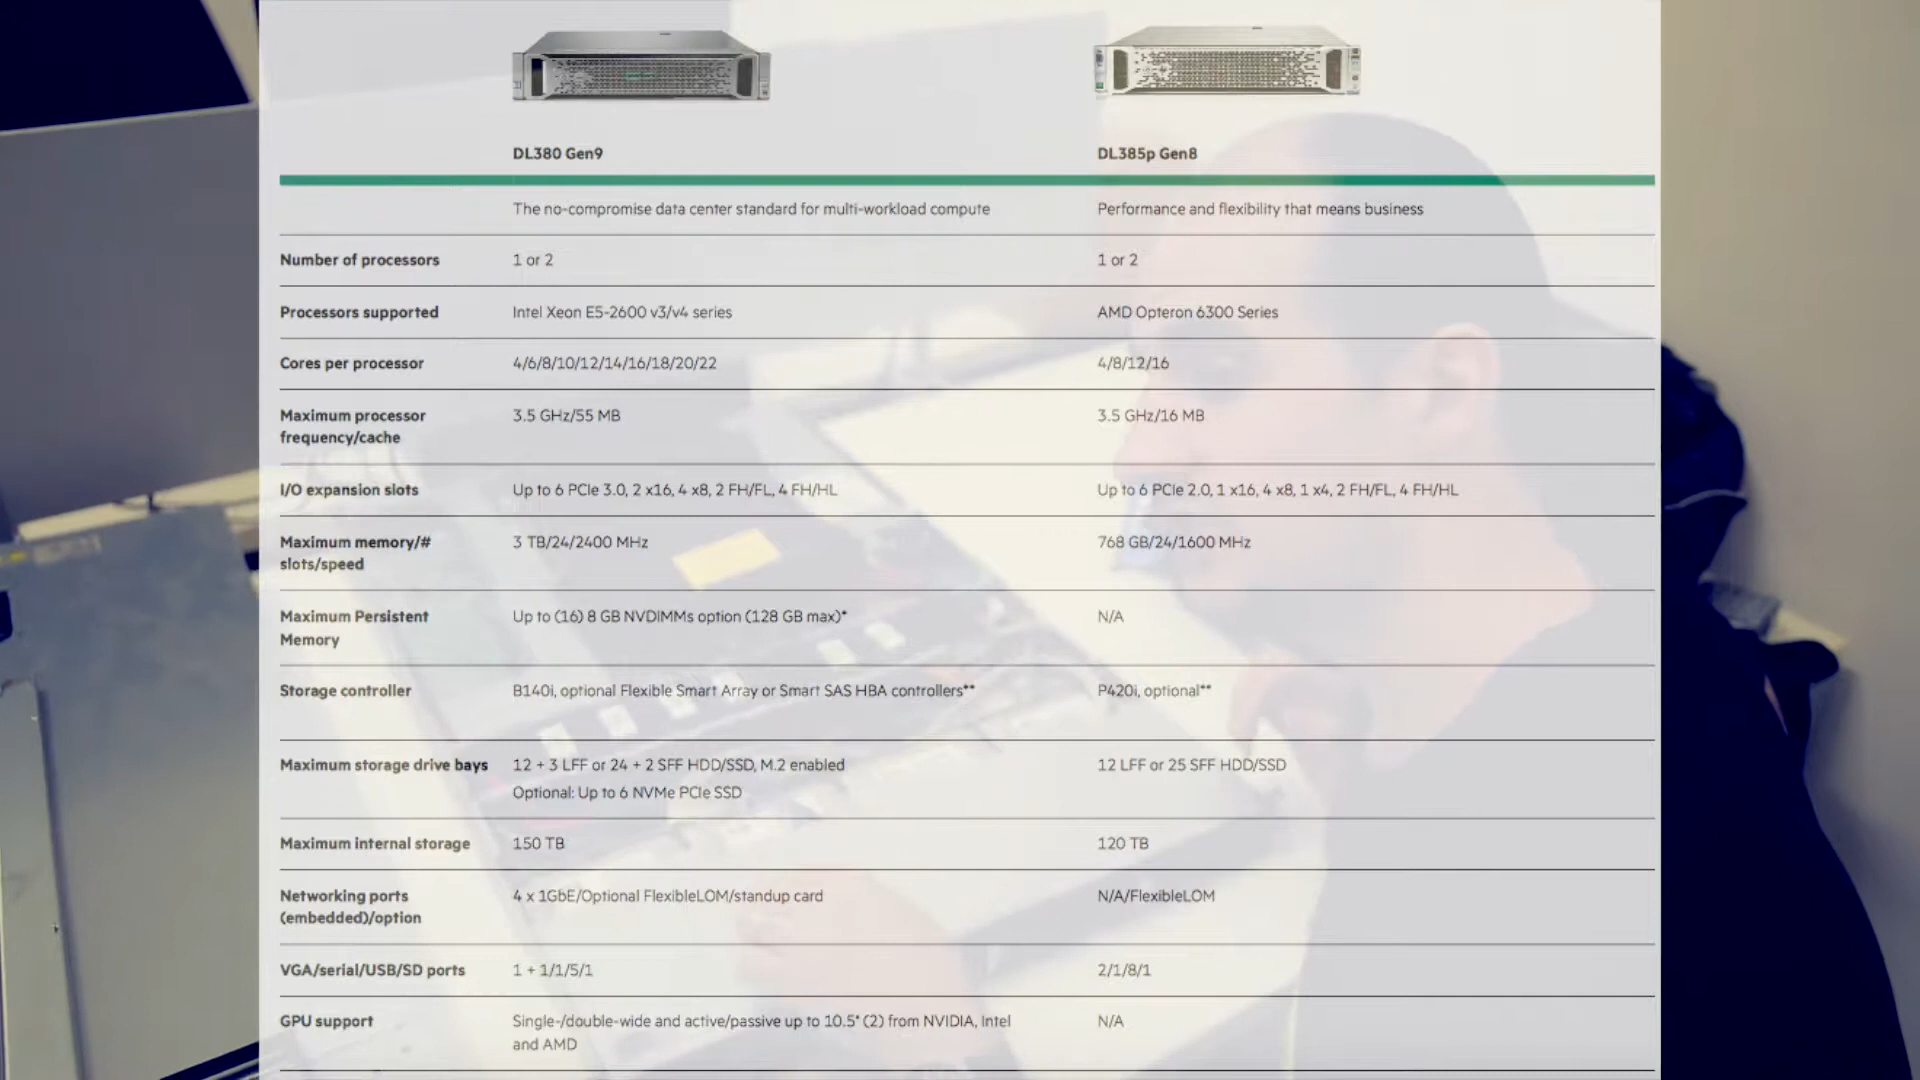 DL380 Gen9 DL385p Gen8
The no-compromise data center standard for multi-workload compute Performance and flexibility that means business
Number of processors 1 or 2 1 or 2
Processors supported Intel Xeon E5-2600 v3/v4 series AMD Opteron 6300 Series
Cores per processor 4/6/8/10/12/14/16/18/20/22 4/8/12/16
Maximum processor 3.5 GHz/55 MB 3.5 GHz/16 MB
frequency/cache
I/O expansion slots Up to 6 PCIe 3.0, 2 x16, 4 x8, 2 FH/FL, 4 FH/HL Up to 6 PCIe 2.0, 1 x16, 4 x8, 1 x4, 2 FH/FL, 4 FH/HL
Maximum memory/# 3 TB/24/2400 MHz 768 GB/24/1600 MHz
slots/speed
Maximum Persistent Up to (16) 8 GB NVDIMMs option (128 GB max)* N/A
Memory
Storage controller B140i, optional Flexible Smart Array or Smart SAS HBA controllers** P420i, optional**
Maximum storage drive bays 12 + 3 LFF or 24 + 2 SFF HDD/SSD, M.2 enabled 12 LFF or 25 SFF HDD/SSD
Optional: Up to 6 NVMe PCIe SSD
Maximum internal storage 150 TB 120 TB
Networking ports 4 x 1GbE/Optional FlexibleLOM/standup card N/A/FlexibleLOM
(embedded)/option
VGA/serial/USB/SD ports 1 + 1/1/5/1 2/1/8/1
GPU support Single-/double-wide and active/passive up to 10.5" (2) from NVIDIA, Intel N/A
and AMD